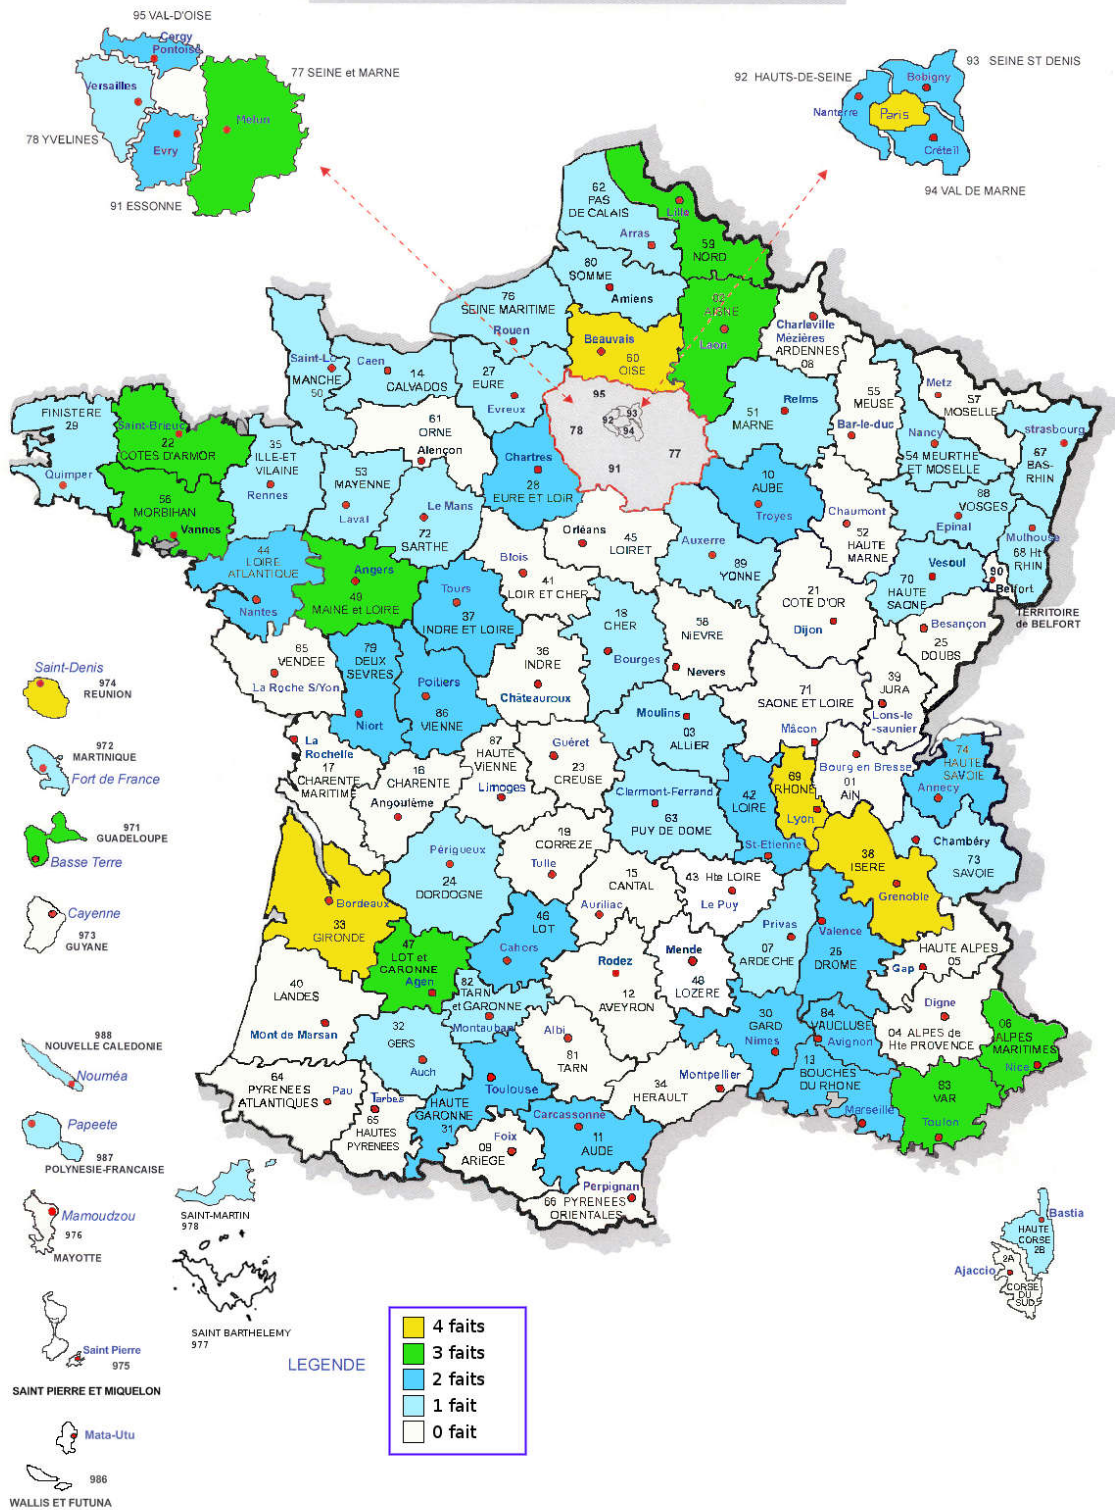 95 VAL-D'OISE
Cergy
Pontoise
Versailles
77 SEINE et MARNE
Melun
78 YVELINES
Evry
91 ESSONNE
93 SEINE ST DENIS
92 HAUTS-DE-SEINE
Bobigny
Nanterre
Paris
Créteil
94 VAL DE MARNE
62
PAS
DE CALAIS
Lille
Arras
59
NORD
80
SOMME
Amiens
76
SEINE MARITIME
Rouen
02
AISNE
Laon
Charleville
Mézières
ARDENNES
08
Beauvais
60
OISE
Saint-Lo
MANCHE
50
Caen
14
CALVADOS
27
EURE
Evreux
95
92
93
94
78
77
91
Reims
51
MARNE
55
MEUSE
Bar-le-duc
Metz
57
MOSELLE
Nancy
54 MEURTHE
ET MOSELLE
strasbourg
67
BAS-
RHIN
FINISTERE
29
Quimper
Saint-Brieuc
22
COTES D'ARMOR
56
MORBIHAN
Vannes
35
ILLE-ET
VILAINE
Rennes
61
ORNE
Alençon
53
MAYENNE
Laval
Le Mans
72
SARTHE
Chartres
28
EURE ET LOIR
10
AUBE
Troyes
Chaumont
52
HAUTE
MARNE
88
VOSGES
Epinal
Mulhouse
68 Ht
RHIN
Orléans
45
LOIRET
Auxerre
89
YONNE
Vesoul
70
HAUTE
SAONE
90
Belfort
TERRITOIRE
de BELFORT
44
LOIRE
ATLANTIQUE
Nantes
Angers
49
MAINE et LOIRE
Tours
37
INDRE ET LOIRE
Blois
41
LOIR ET CHER
18
CHER
Bourges
58
NIEVRE
Nevers
21
COTE D'OR
Dijon
Besançon
25
DOUBS
65
VENDEE
La Roche S/Yon
79
DEUX
SEVRES
Niort
Poitiers
86
VIENNE
36
INDRE
Châteauroux
Moulins
03
ALLIER
71
SAONE ET LOIRE
Mâcon
39
JURA
Lons-le
-saunier
Saint-Denis
974
REUNION
972
MARTINIQUE
Fort de France
971
GUADELOUPE
Basse Terre
Cayenne
973
GUYANE
La
Rochelle
17
CHARENTE
MARITIME
16
CHARENTE
Angoulême
87
HAUTE
VIENNE
Limoges
Guéret
23
CREUSE
Clermont-Ferrand
63
PUY DE DOME
42
LOIRE
St-Etienne
69
RHONE
Lyon
Bourg en Bresse
01
AIN
74
HAUTE
SAVOIE
Annecy
Chambéry
73
SAVOIE
Périgueux
24
DORDOGNE
19
CORREZE
Tulle
15
CANTAL
Auriliac
43 Hte LOIRE
Le Puy
38
ISERE
Grenoble
Bordeaux
33
GIRONDE
47
LOT et
GARONNE
Agen
46
LOT
Cahors
Rodez
12
AVEYRON
Mende
48
LOZERE
Privas
07
ARDECHE
Valence
26
DROME
HAUTE ALPES
05
Gap
40
LANDES
Mont de Marsan
82
TARN
et GARONNE
Montauban
32
GERS
Auch
Albi
81
TARN
30
GARD
Nimes
84
VAUCLUSE
Avignon
Digne
04 ALPES de
Hte PROVENCE
06
ALPES
MARITIMES
Nice
64
PYRENEES
ATLANTIQUES
Pau
Tarbes
65
HAUTES
PYRENEES
Toulouse
HAUTE
GARONNE
31
34
HERAULT
Montpellier
13
BOUCHES
DU RHONE
Marseille
83
VAR
Toulon
Foix
09
ARIEGE
Carcassonne
11
AUDE
Perpignan
66 PYRENEES
ORIENTALES
988
NOUVELLE CALEDONIE
Nouméa
Papeete
987
POLYNESIE-FRANCAISE
Mamoudzou
976
MAYOTTE
SAINT-MARTIN
978
SAINT BARTHELEMY
977
Saint Pierre
975
SAINT PIERRE ET MIQUELON
Mata-Utu
986
WALLIS ET FUTUNA
Bastia
HAUTE
CORSE
2B
Ajaccio
2A
CORSE
DU
SUD
LEGENDE
4 faits
3 faits
2 faits
1 fait
0 fait